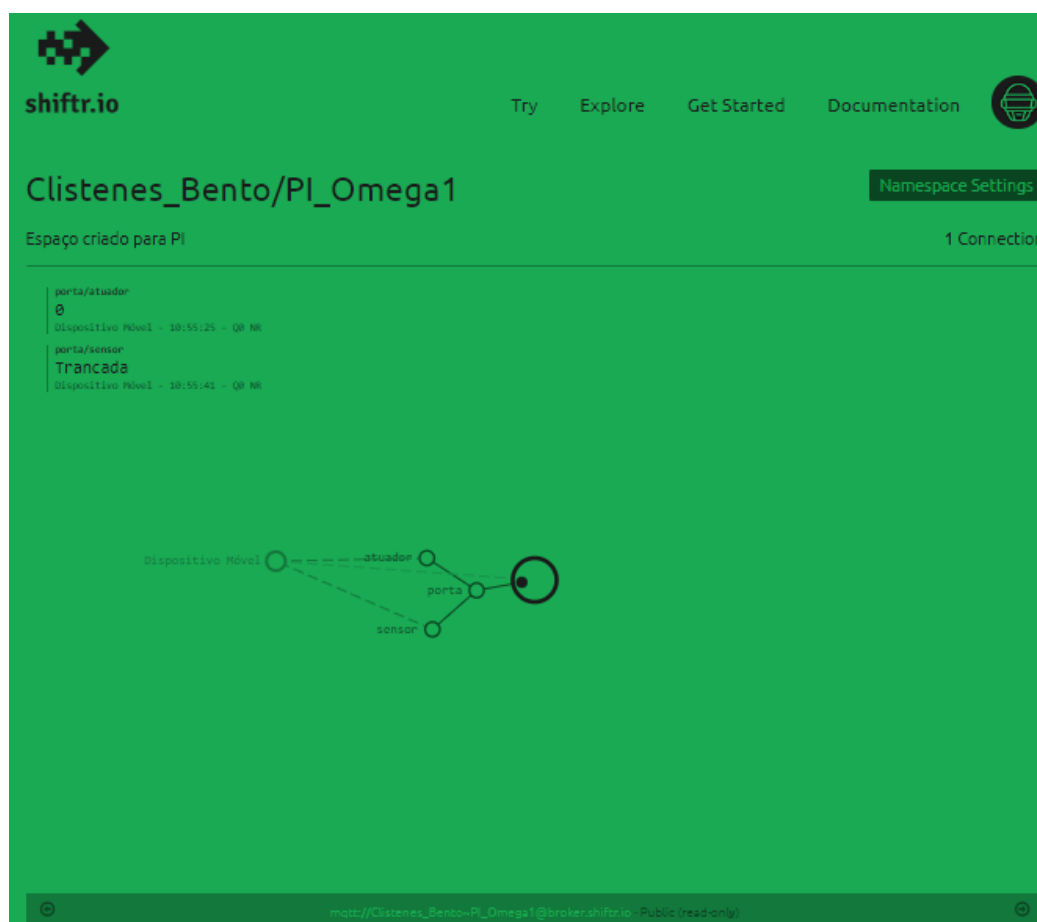 shiftr.io
Try Explore Get Started Documentation
Clistenes_Bento/PI_Omega1
Namespace Settings
Espaço criado para PI
1 Connection
porta/atuador
0
Dispositivo Móvel - 10:55:25 - Q0 NR
porta/sensor
Trancada
Dispositivo Móvel - 10:55:41 - Q0 NR
Dispositivo Móvel
atuador
porta
sensor
mqtt://Clistenes_Bento~PI_Omega1@broker.shiftr.io - Public (read-only)